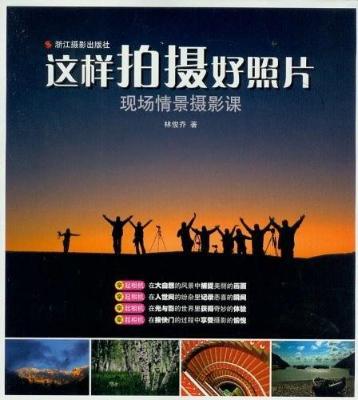 浙江摄影出版社
这样拍摄好照片
现场情景摄影课
林俊乔 著
拿起相机 在大自然的风景中捕捉美丽的画面
拿起相机 在人世间的纷杂里记录悲喜的瞬间
拿起相机 在光与影的世界里获得奇妙的体验
拿起相机 在按快门的过程中享受摄影的愉悦